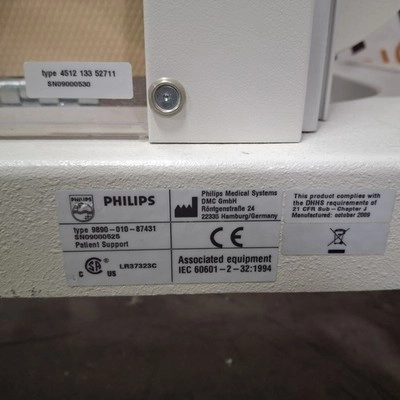 type 4512 133 52711
SN09000530
PHILIPS
PHILIPS
type 9890-010-87431
SN09000525
Patient Support
C US
LR37323C
Philips Medical Systems
DMC GmbH
Röntgenstraße 24
22335 Hamburg/Germany
CE
Associated equipment
IEC 60601-2-32:1994
This product complies with
the DHHS requirements of
21 CFR Sub-Chapter J
Manufactured: october 2009